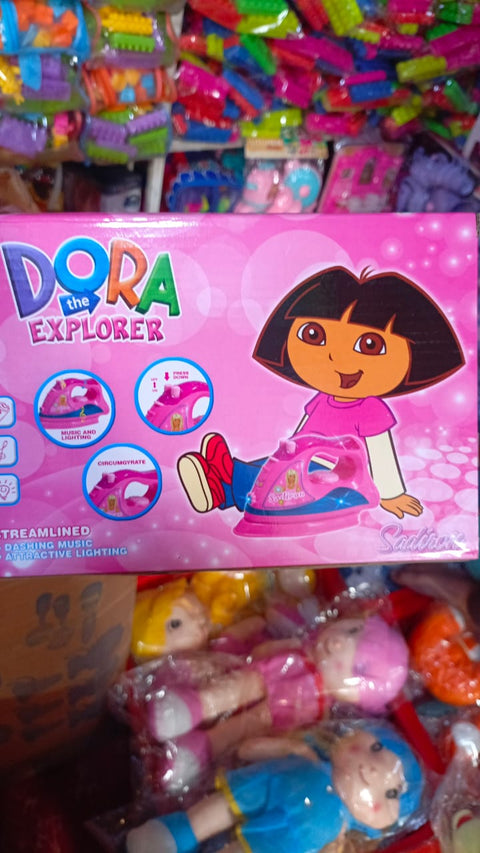 DORA
the
EXPLORER
PRESS
DOWN
MUSIC AND
LIGHTING
CIRCUMGYRATE
STREAMLINED
DASHING MUSIC
ATTRACTIVE LIGHTING